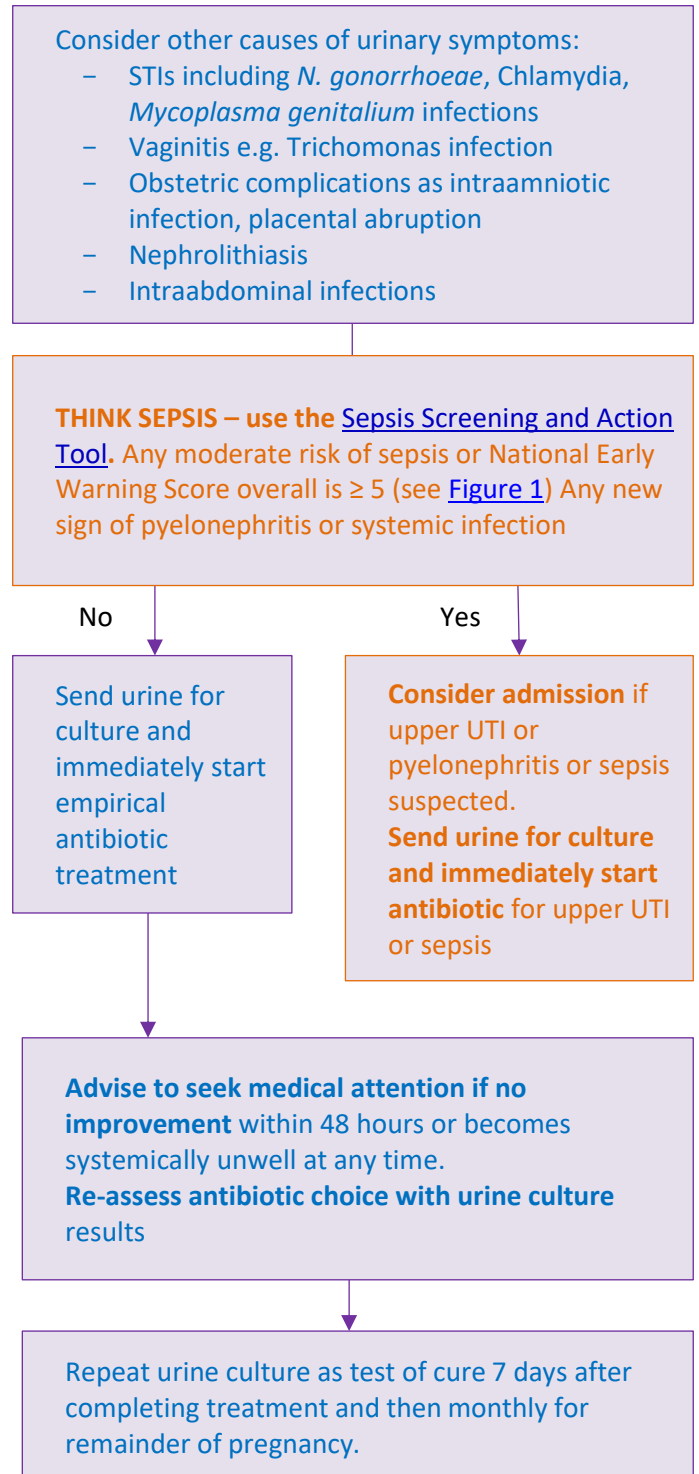 Consider other causes of urinary symptoms:
− STIs including N. gonorrhoeae, Chlamydia,
Mycoplasma genitalium infections
− Vaginitis e.g. Trichomonas infection
− Obstetric complications as intraamniotic
infection, placental abruption
− Nephrolithiasis
− Intraabdominal infections
THINK SEPSIS – use the Sepsis Screening and Action
Tool. Any moderate risk of sepsis or National Early
Warning Score overall is ≥ 5 (see Figure 1) Any new
sign of pyelonephritis or systemic infection
No
Yes
Send urine for
culture and
immediately start
empirical
antibiotic
treatment
Consider admission if
upper UTI or
pyelonephritis or sepsis
suspected.
Send urine for culture
and immediately start
antibiotic for upper UTI
or sepsis
Advise to seek medical attention if no
improvement within 48 hours or becomes
systemically unwell at any time.
Re-assess antibiotic choice with urine culture
results
Repeat urine culture as test of cure 7 days after
completing treatment and then monthly for
remainder of pregnancy.